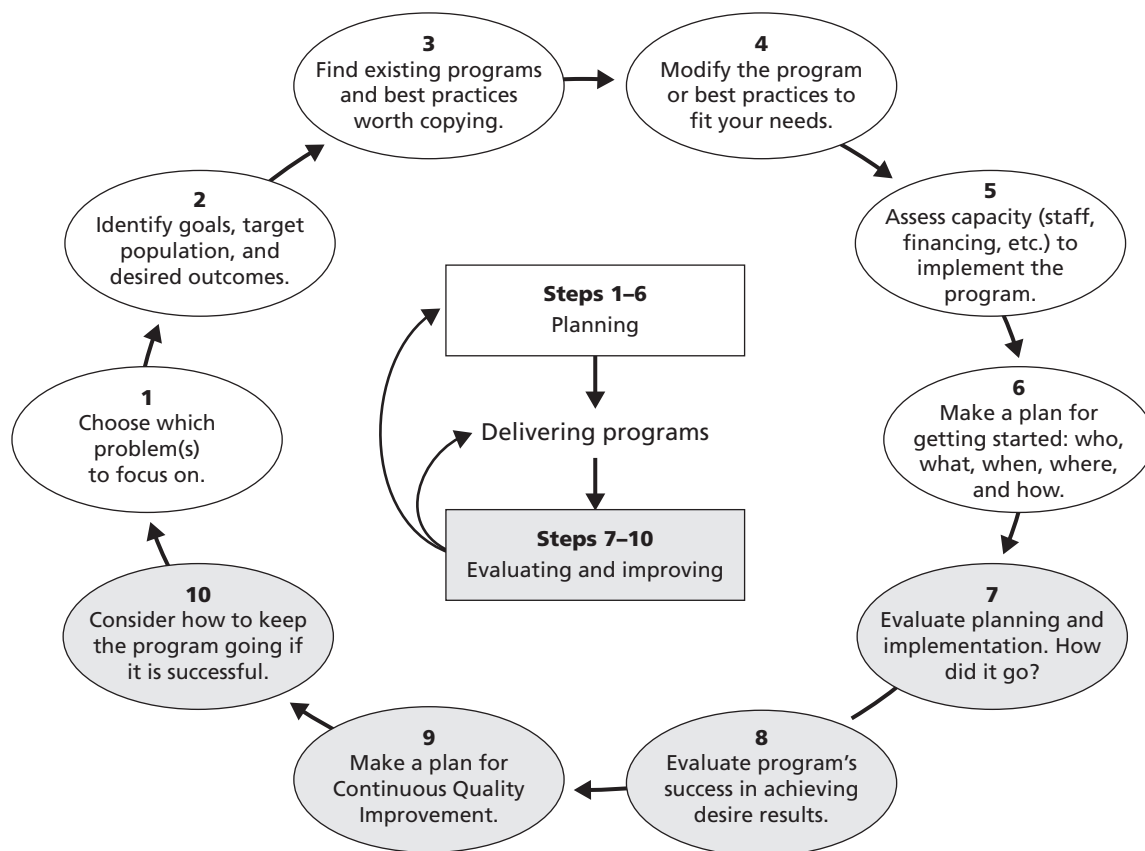 3
Find existing programs
and best practices
worth copying.
4
Modify the program
or best practices to
fit your needs.
2
Identify goals, target
population, and
desired outcomes.
5
Assess capacity (staff,
financing, etc.) to
implement the
program.
Steps 1–6
Planning
1
Choose which
problem(s)
to focus on.
Delivering programs
6
Make a plan for
getting started: who,
what, when, where,
and how.
Steps 7–10
Evaluating and improving
10
Consider how to keep
the program going if
it is successful.
7
Evaluate planning and
implementation. How
did it go?
9
Make a plan for
Continuous Quality
Improvement.
8
Evaluate program’s
success in achieving
desire results.